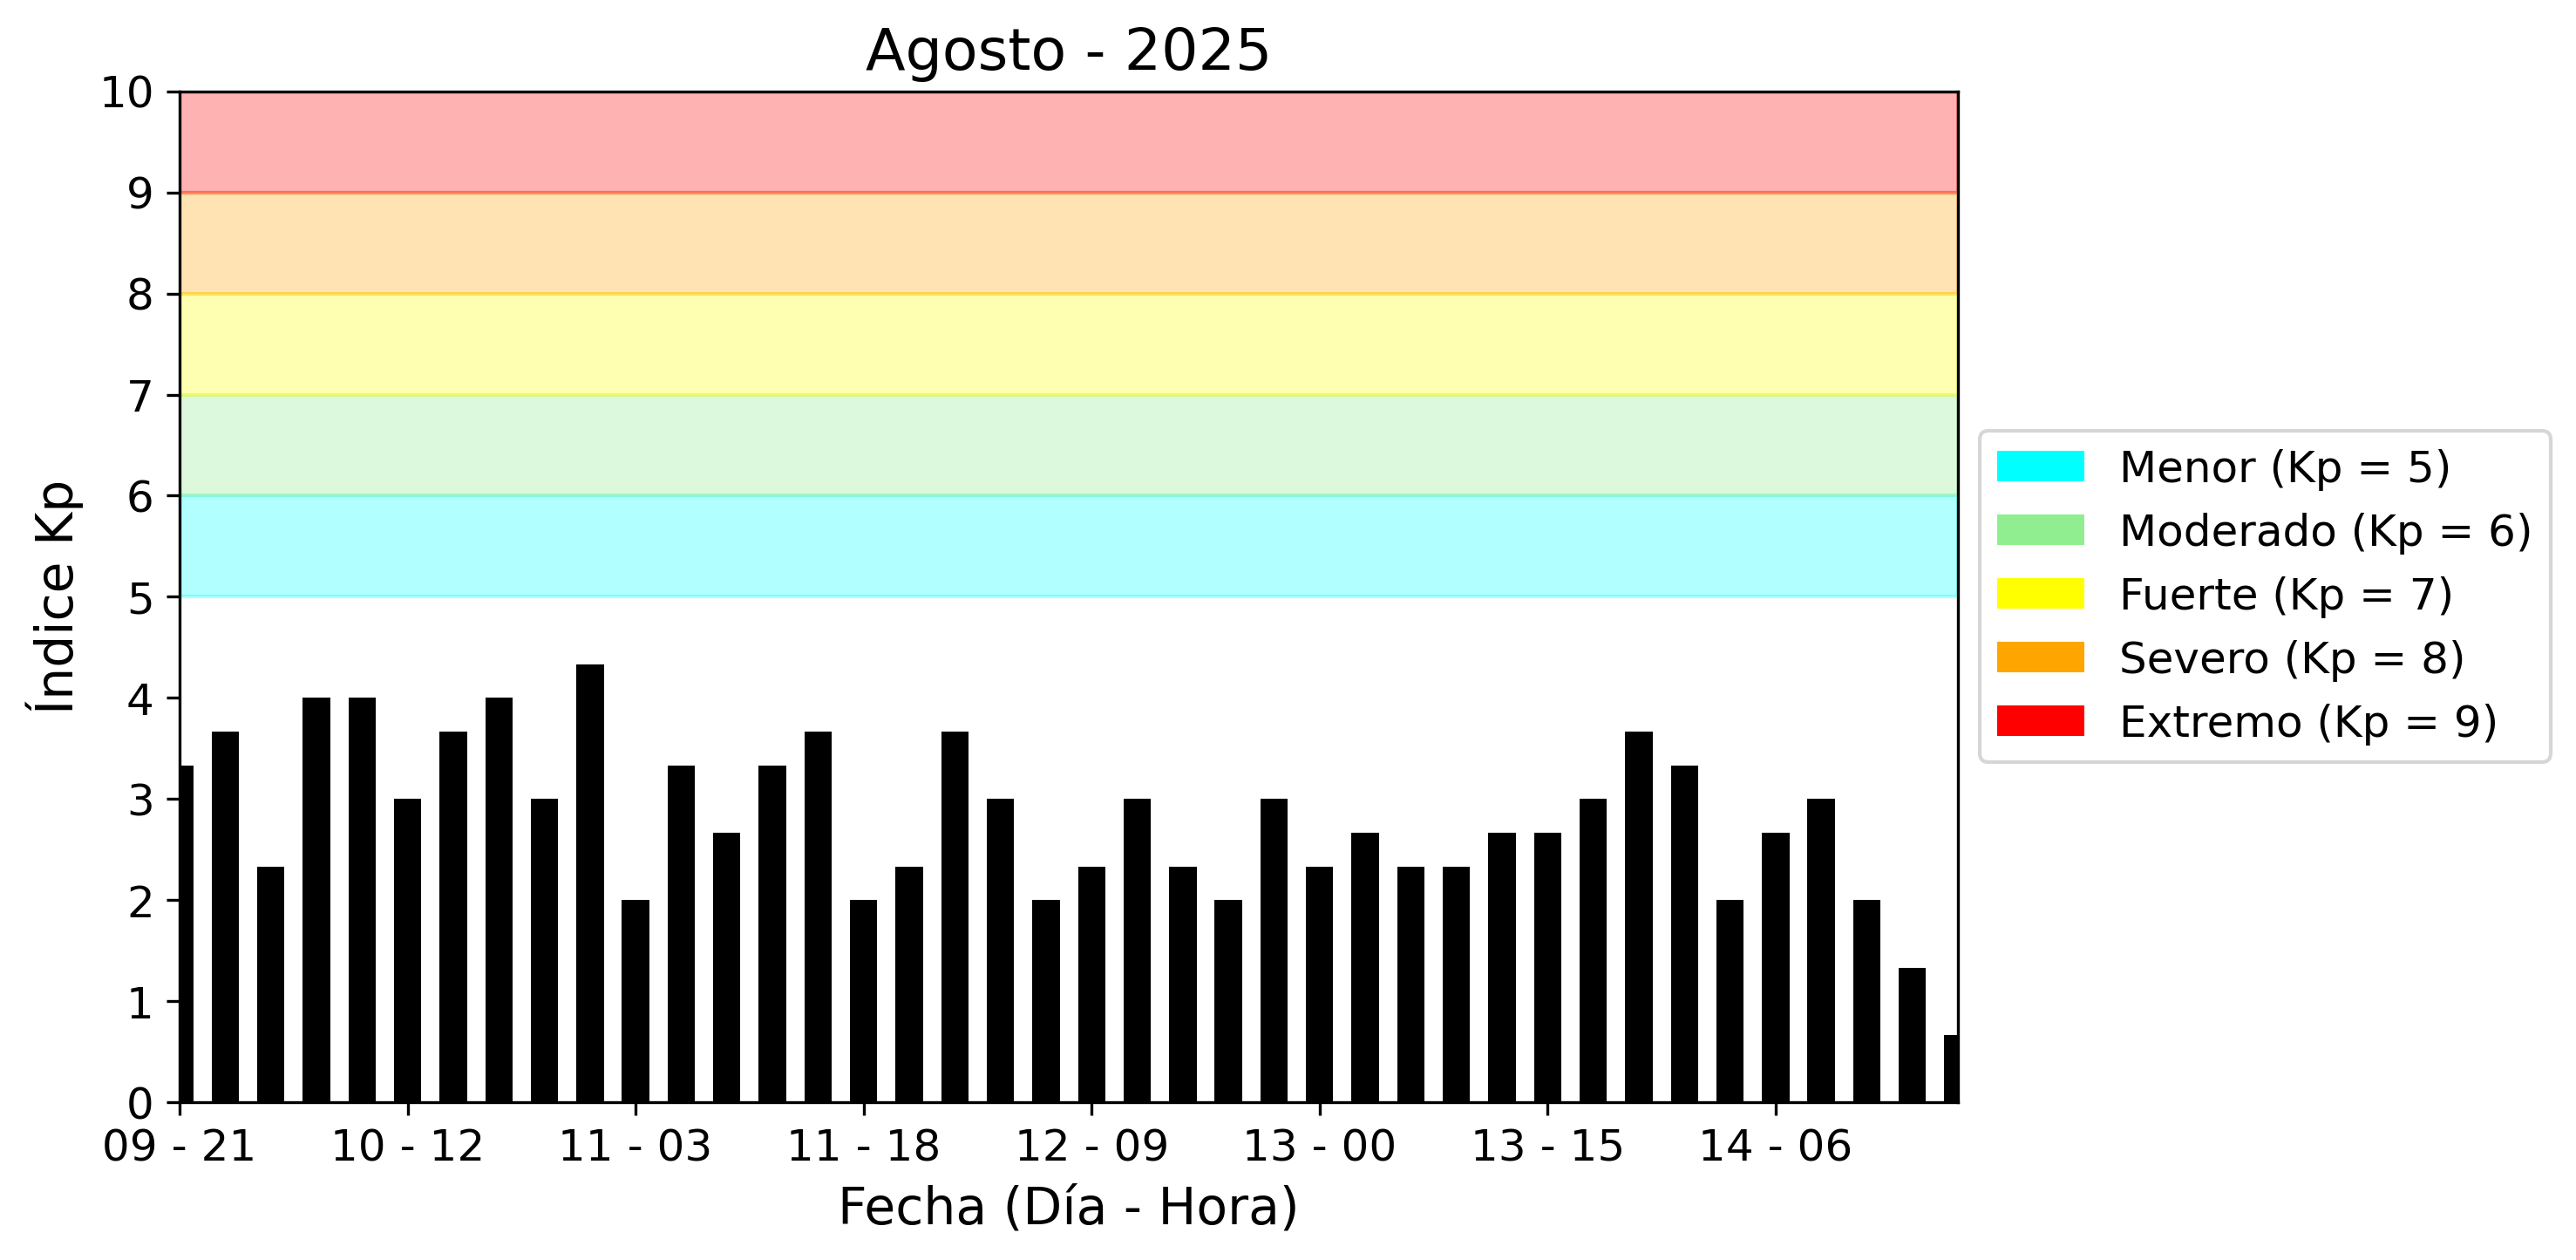 Agosto - 2025
10
9
8
7
6
5
4
3
2
1
0
Índice Kp
09 - 21
10 - 12
11 - 03
11 - 18
12 - 09
13 - 00
13 - 15
14 - 06
Fecha (Día - Hora)
Menor (Kp = 5)
Moderado (Kp = 6)
Fuerte (Kp = 7)
Severo (Kp = 8)
Extremo (Kp = 9)